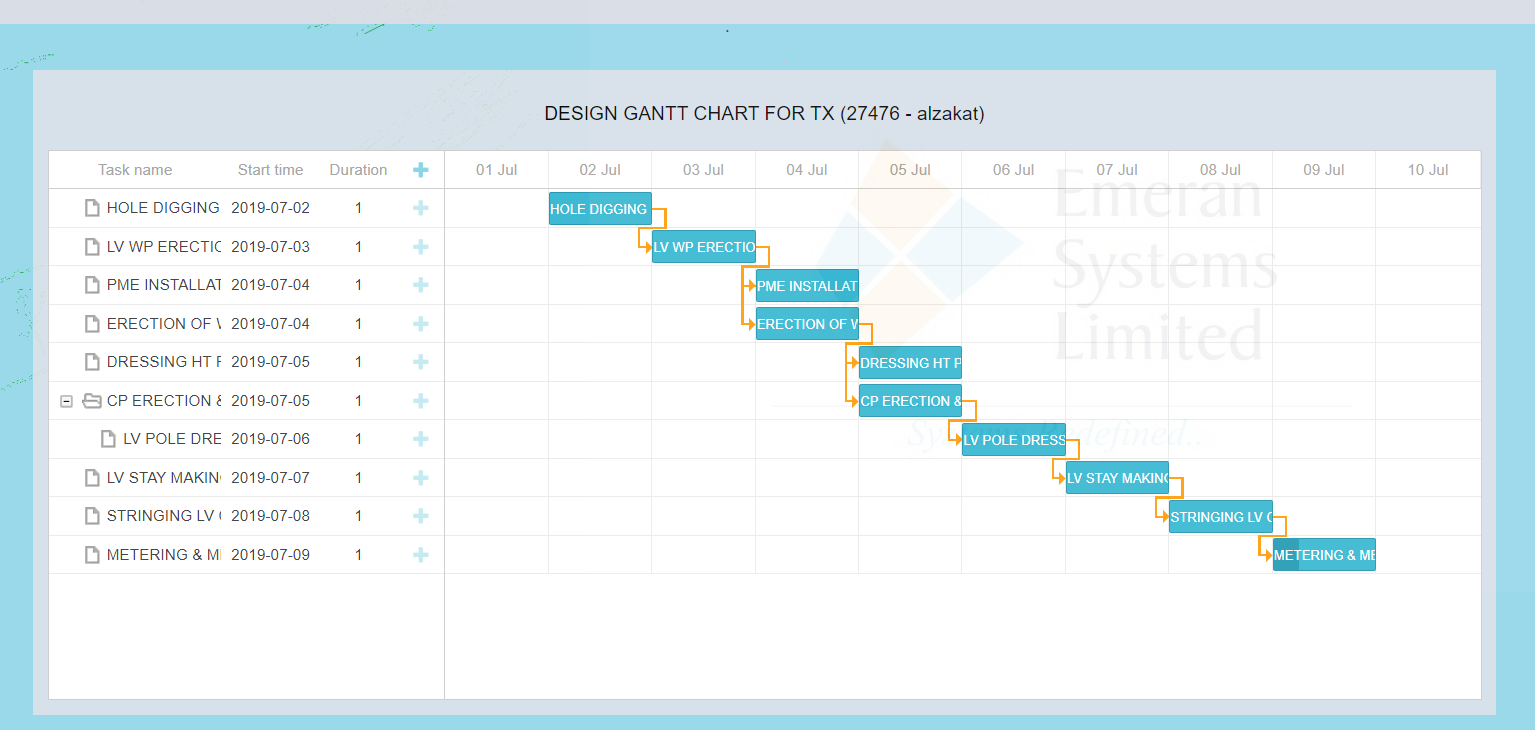 DESIGN GANTT CHART FOR TX (27476 - alzakat)
Task name Start time Duration 01 Jul 02 Jul 03 Jul 04 Jul 05 Jul 06 Jul 07 Jul 08 Jul 09 Jul 10 Jul
HOLE DIGGING 2019-07-02 1 HOLE DIGGING
LV WP ERECTIO 2019-07-03 1 LV WP ERECTIO
PME INSTALLAT 2019-07-04 1 PME INSTALLAT
ERECTION OF 2019-07-04 1 ERECTION OF
DRESSING HT P 2019-07-05 1 DRESSING HT P
CP ERECTION & 2019-07-05 1 CP ERECTION &
LV POLE DRE 2019-07-06 1 LV POLE DRESS
LV STAY MAKIN 2019-07-07 1 LV STAY MAKING
STRINGING LV 2019-07-08 1 STRINGING LV
METERING & ME 2019-07-09 1 METERING & ME
Emeran
Systems
Limited